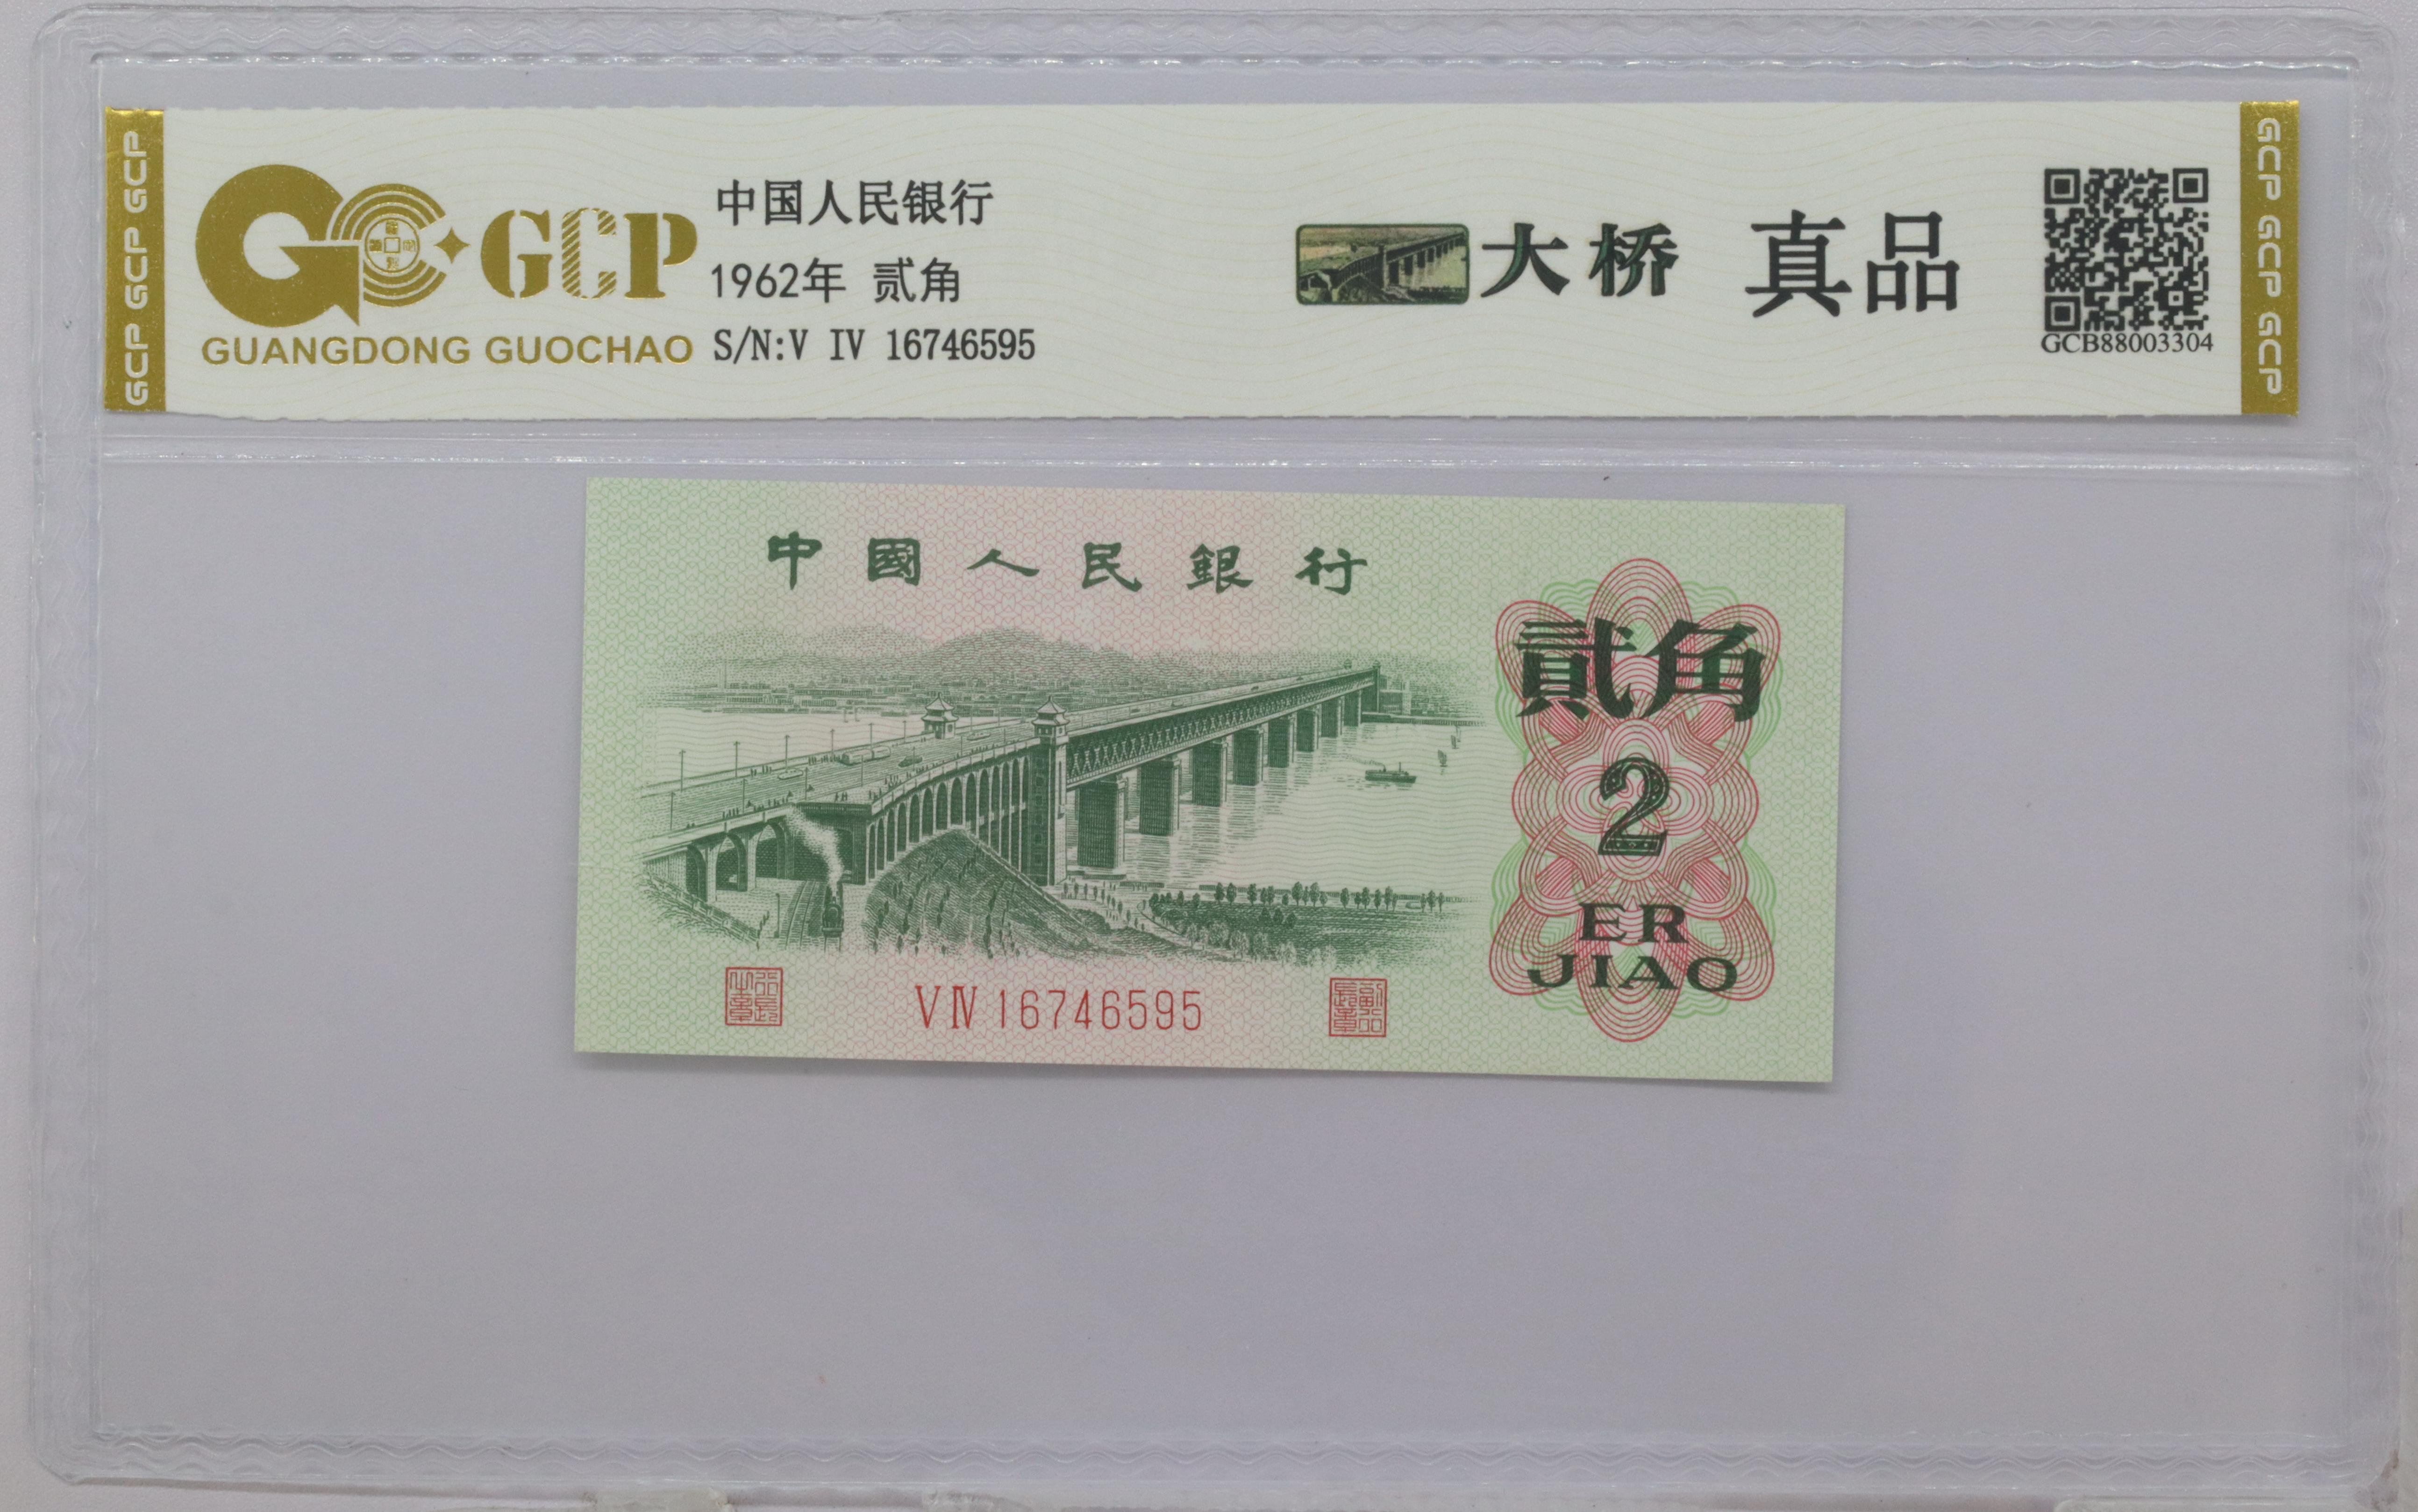 GCP GCP GCP
GCP
GUANGDONG GUOCHAO
中国人民银行
1962年 贰角
S/N:V IV 16746595
大桥 真品
GCB88003304
GCP GCP GCP
中國人民銀行
貳角
2
ER
JIAO
VⅣ16746595